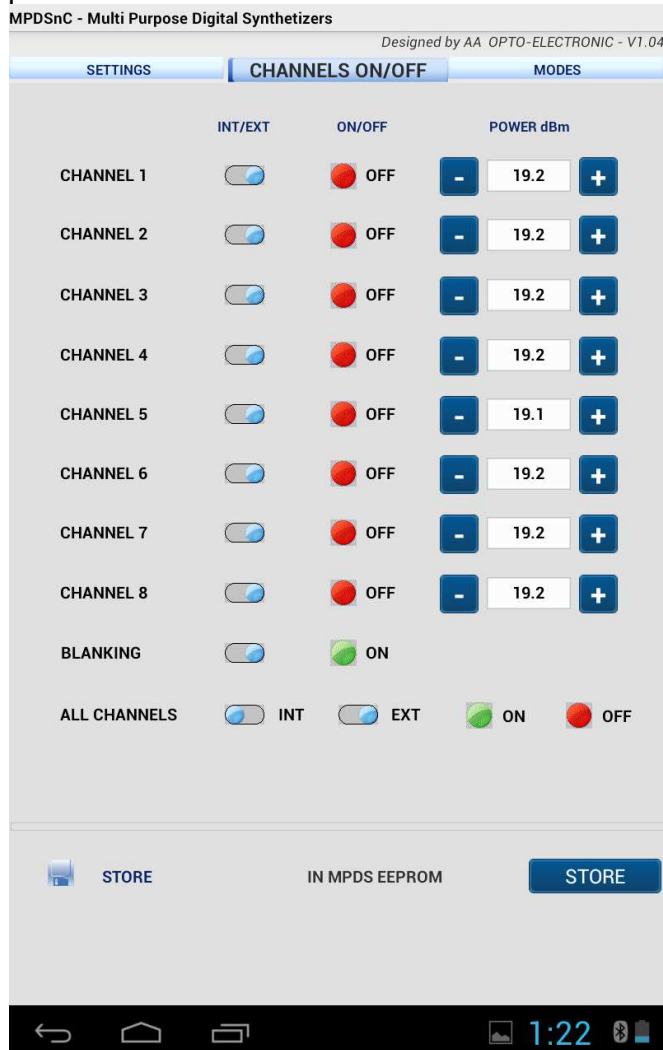 MPDSnC - Multi Purpose Digital Synthetizers
Designed by AA OPTO-ELECTRONIC - V1.04
SETTINGS CHANNELS ON/OFF MODES
INT/EXT ON/OFF POWER dBm
CHANNEL 1 OFF - 19.2 +
CHANNEL 2 OFF - 19.2 +
CHANNEL 3 OFF - 19.2 +
CHANNEL 4 OFF - 19.2 +
CHANNEL 5 OFF - 19.1 +
CHANNEL 6 OFF - 19.2 +
CHANNEL 7 OFF - 19.2 +
CHANNEL 8 OFF - 19.2 +
BLANKING ON
ALL CHANNELS INT EXT ON OFF
STORE IN MPDS EEPROM STORE
1:22